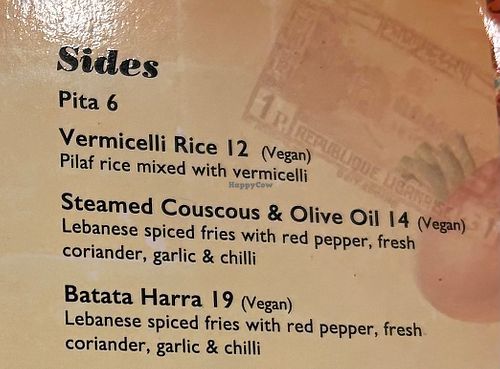 Sides
Pita 6
Vermicelli Rice 12 (Vegan)
Pilaf rice mixed with vermicelli
HappyCow
Steamed Couscous & Olive Oil 14 (Vegan)
Lebanese spiced fries with red pepper, fresh
coriander, garlic & chilli
Batata Harra 19 (Vegan)
Lebanese spiced fries with red pepper, fresh
coriander, garlic & chilli
1P.
REPUBLIQUE